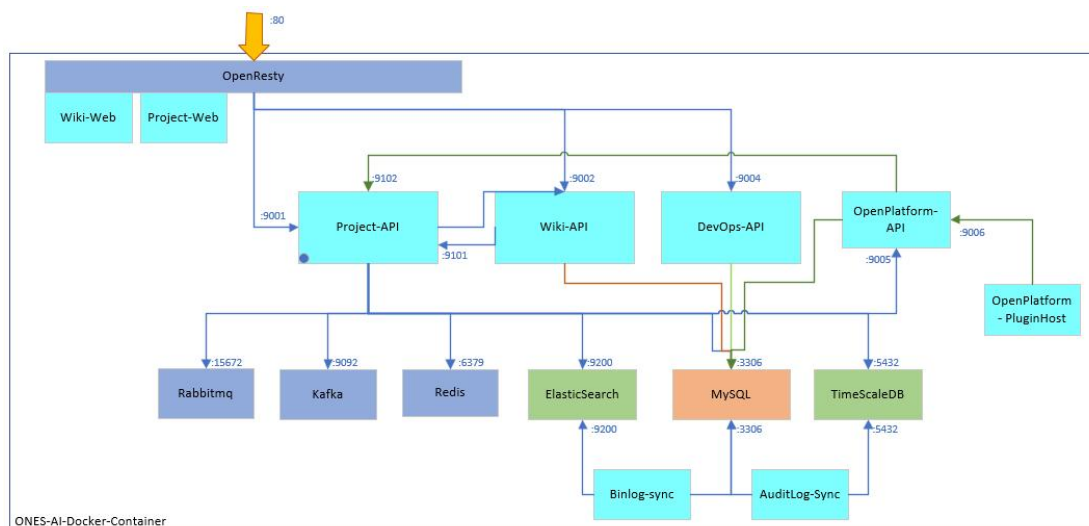 :80
OpenResty
Wiki-Web
Project-Web
:9102
:9002
:9004
:9001
Project-API
Wiki-API
DevOps-API
OpenPlatform-
API
:9006
:9101
:9005
OpenPlatform
- PluginHost
:15672
:9092
:6379
:9200
:3306
:5432
Rabbitmq
Kafka
Redis
ElasticSearch
MySQL
TimeScaleDB
:9200
:3306
:5432
Binlog-sync
AuditLog-Sync
ONES-AI-Docker-Container